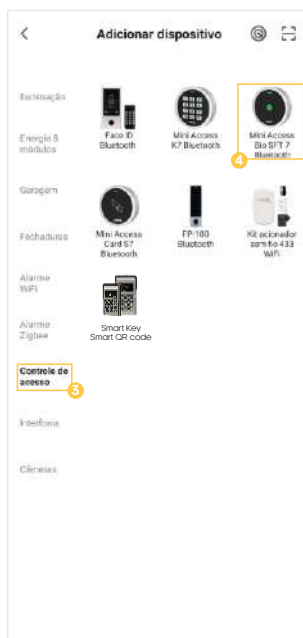 Adicionar dispositivo
Iluminação
Energia &
módulos
Garagem
Fechaduras
Alarme
WiFi
Alarme
Zigbee
Controle de
acesso
3
Interfonia
Câmeras
Face ID
Bluetooth
Mini Access
K7 Bluetooth
Mini Access
Bio SFT 7
Bluetooth
4
Mini Access
Card S7
Bluetooth
FP-100
Bluetooth
Kit acionador
sem fio 433
WiFi
Smart Key
Smart QR code